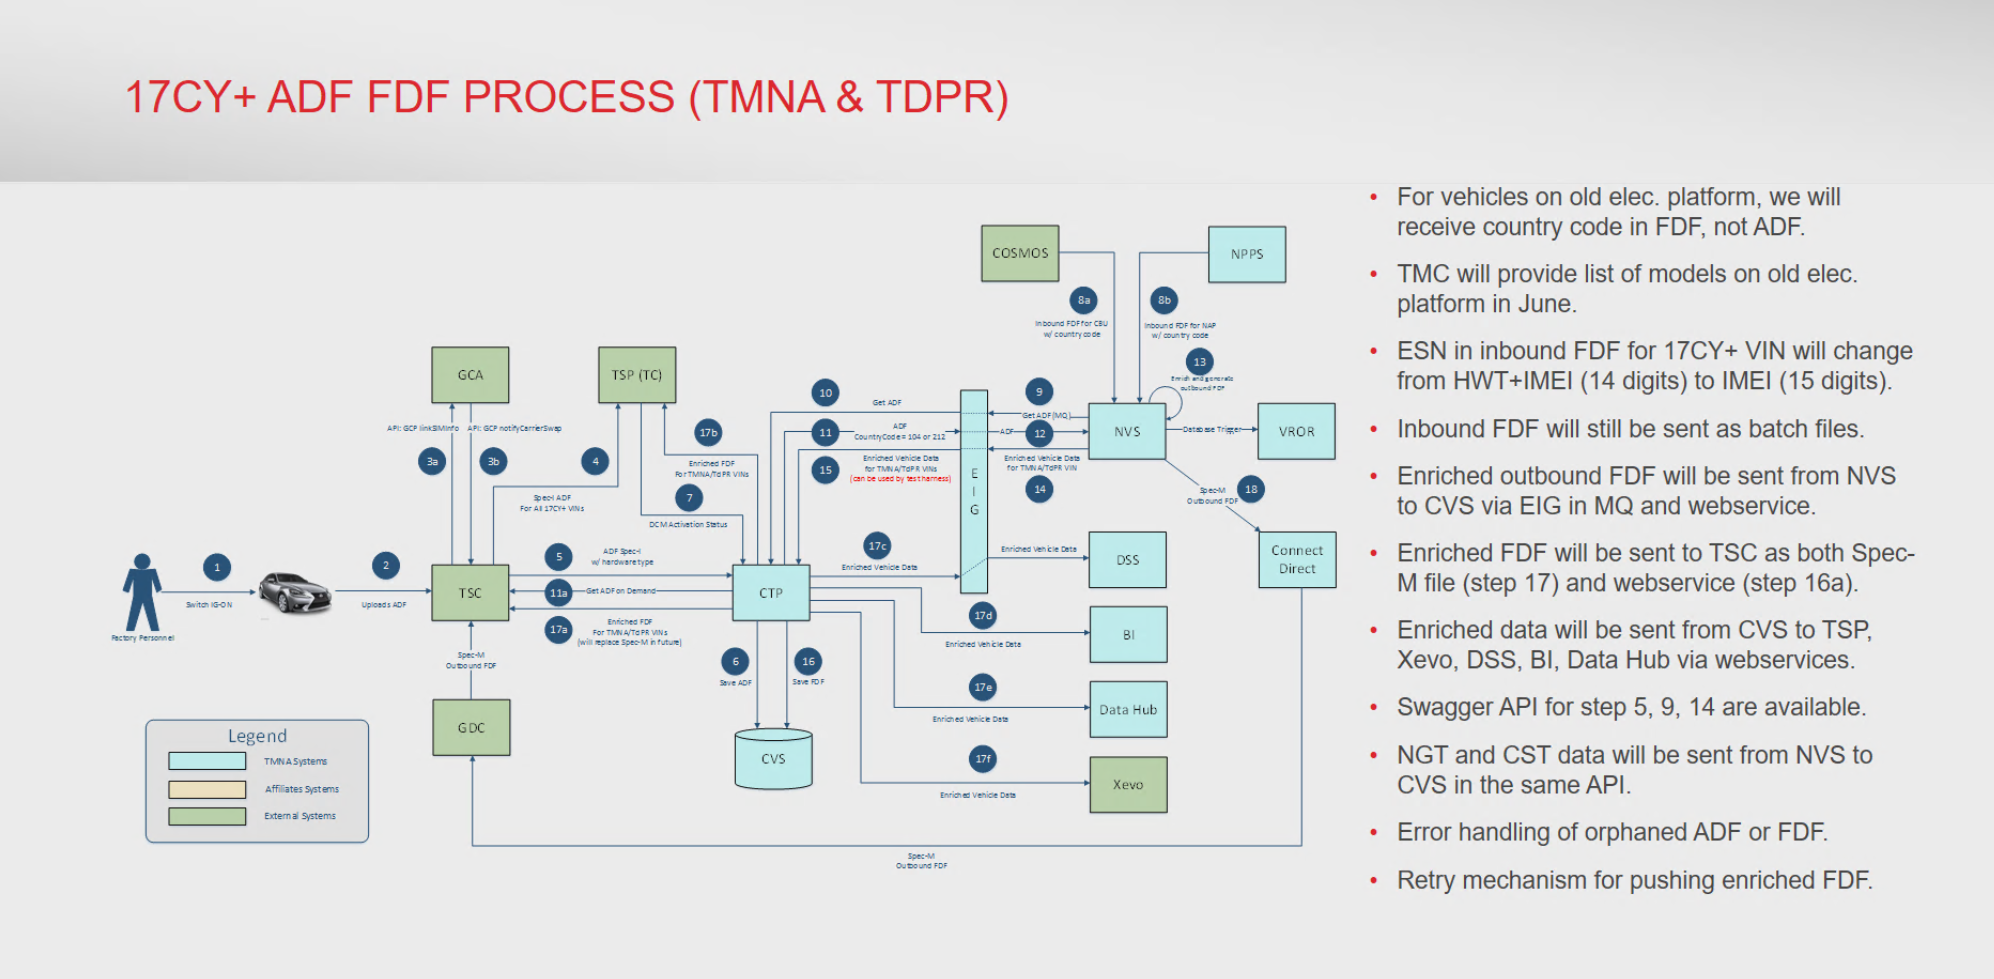 17CY+ ADF FDF PROCESS (TMNA & TDPR)
COSMOS
NPPS
8a
8b
Inbound FDF for CBU
w/ country code
Inbound FDF for NAP
w/ country code
13
Enrich and generate
outbound FDF
GCA
TSP (TC)
10
Get ADF
9
Get ADF(MQ)
API: GCP linkSIMInfo
API: GCP notifyCarrierSwap
17b
11
ADF
CountryCode = 104 or 212
ADF
12
NVS
Database Trigger
VROR
3a
3b
4
Enriched FDF
For TMNA/TdPR VINs
15
Enriched Vehicle Data
for TMNA/TdPR VINs
(can be used by test harness)
E
I
G
Enriched Vehicle Data
for TMNA/TdPR VIN
14
Spec-I ADF
For All 17CY+ VINs
7
DCM Activation Status
Spec-M
Outbound FDF
18
17c
Enriched Vehicle Data
Enriched Vehicle Data
DSS
Connect
Direct
1
Switch IG-ON
2
Uploads ADF
Factory Personnel
TSC
5
ADF Spec-I
w/ hardware type
11a
Get ADF on Demand
17a
Enriched FDF
For TMNA/TdPR VINs
(will replace Spec-M in future)
CTP
17d
Enriched Vehicle Data
BI
Spec-M
Outbound FDF
6
Save ADF
16
Save FDF
17e
Enriched Vehicle Data
Data Hub
GDC
CVS
17f
Enriched Vehicle Data
Xevo
Legend
TMNA Systems
Affiliates Systems
External Systems
Spec-M
Outbound FDF
• For vehicles on old elec. platform, we will
receive country code in FDF, not ADF.
• TMC will provide list of models on old elec.
platform in June.
• ESN in inbound FDF for 17CY+ VIN will change
from HWT+IMEI (14 digits) to IMEI (15 digits).
• Inbound FDF will still be sent as batch files.
• Enriched outbound FDF will be sent from NVS
to CVS via EIG in MQ and webservice.
• Enriched FDF will be sent to TSC as both Spec-
M file (step 17) and webservice (step 16a).
• Enriched data will be sent from CVS to TSP,
Xevo, DSS, BI, Data Hub via webservices.
• Swagger API for step 5, 9, 14 are available.
• NGT and CST data will be sent from NVS to
CVS in the same API.
• Error handling of orphaned ADF or FDF.
• Retry mechanism for pushing enriched FDF.